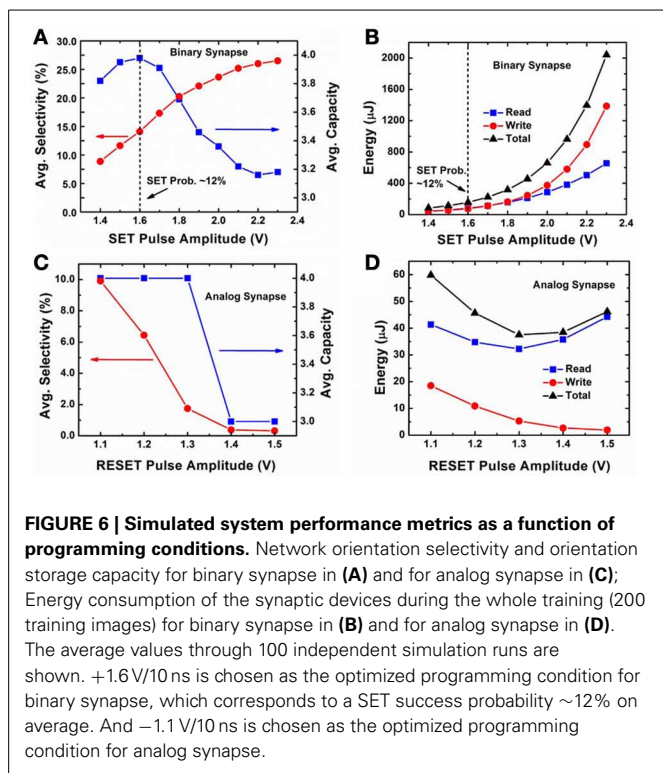 A
B
30.0
25.0
20.0
15.0
10.0
5.0
0.0
Avg. Selectivity (%)
Binary Synapse
SET Prob. ~12%
4.0
3.8
3.6
3.4
3.2
3.0
Avg. Capacity
1.4 1.6 1.8 2.0 2.2 2.4
SET Pulse Amplitude (V)
2000
1600
1200
800
400
0
Energy (μJ)
Binary Synapse
Read
Write
Total
SET Prob.
~12%
1.4 1.6 1.8 2.0 2.2 2.4
SET Pulse Amplitude (V)
C
D
10.0
8.0
6.0
4.0
2.0
0.0
Avg. Selectivity (%)
Analog Synapse
4.0
3.8
3.6
3.4
3.2
3.0
Avg. Capacity
1.1 1.2 1.3 1.4 1.5
RESET Pulse Amplitude (V)
60
50
40
30
20
10
0
Energy (μJ)
Analog Synapse
Read
Write
Total
1.1 1.2 1.3 1.4 1.5
RESET Pulse Amplitude (V)
FIGURE 6 | Simulated system performance metrics as a function of
programming conditions. Network orientation selectivity and orientation
storage capacity for binary synapse in (A) and for analog synapse in (C);
Energy consumption of the synaptic devices during the whole training (200
training images) for binary synapse in (B) and for analog synapse in (D).
The average values through 100 independent simulation runs are
shown. +1.6 V/10 ns is chosen as the optimized programming condition for
binary synapse, which corresponds to a SET success probability ~12% on
average. And −1.1 V/10 ns is chosen as the optimized programming
condition for analog synapse.